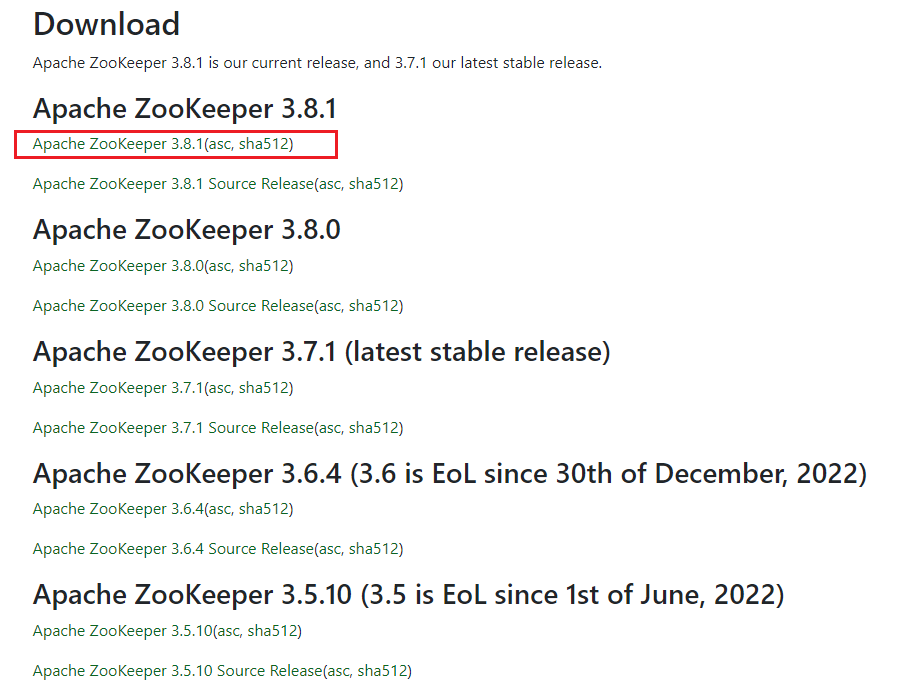 Download
Apache ZooKeeper 3.8.1 is our current release, and 3.7.1 our latest stable release.
Apache ZooKeeper 3.8.1
Apache ZooKeeper 3.8.1(asc, sha512)
Apache ZooKeeper 3.8.1 Source Release(asc, sha512)
Apache ZooKeeper 3.8.0
Apache ZooKeeper 3.8.0(asc, sha512)
Apache ZooKeeper 3.8.0 Source Release(asc, sha512)
Apache ZooKeeper 3.7.1 (latest stable release)
Apache ZooKeeper 3.7.1(asc, sha512)
Apache ZooKeeper 3.7.1 Source Release(asc, sha512)
Apache ZooKeeper 3.6.4 (3.6 is EoL since 30th of December, 2022)
Apache ZooKeeper 3.6.4(asc, sha512)
Apache ZooKeeper 3.6.4 Source Release(asc, sha512)
Apache ZooKeeper 3.5.10 (3.5 is EoL since 1st of June, 2022)
Apache ZooKeeper 3.5.10(asc, sha512)
Apache ZooKeeper 3.5.10 Source Release(asc, sha512)